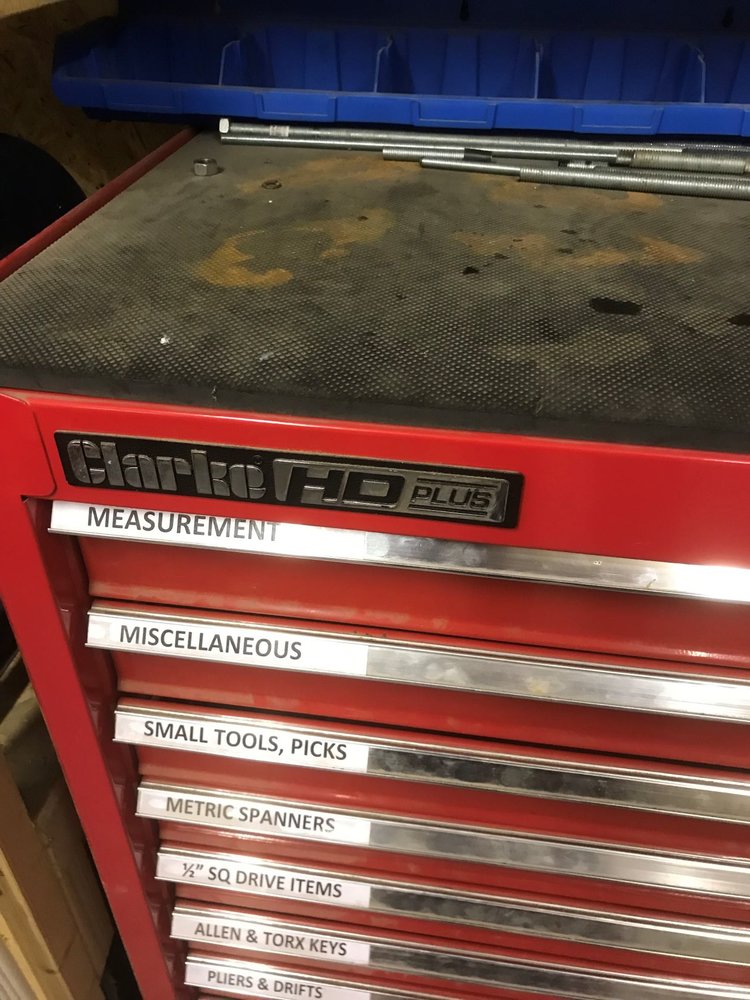 Clarke HD PLUS
MEASUREMENT
MISCELLANEOUS
SMALL TOOLS, PICKS
METRIC SPANNERS
½" SQ DRIVE ITEMS
ALLEN & TORX KEYS
PLIERS & DRIFTS